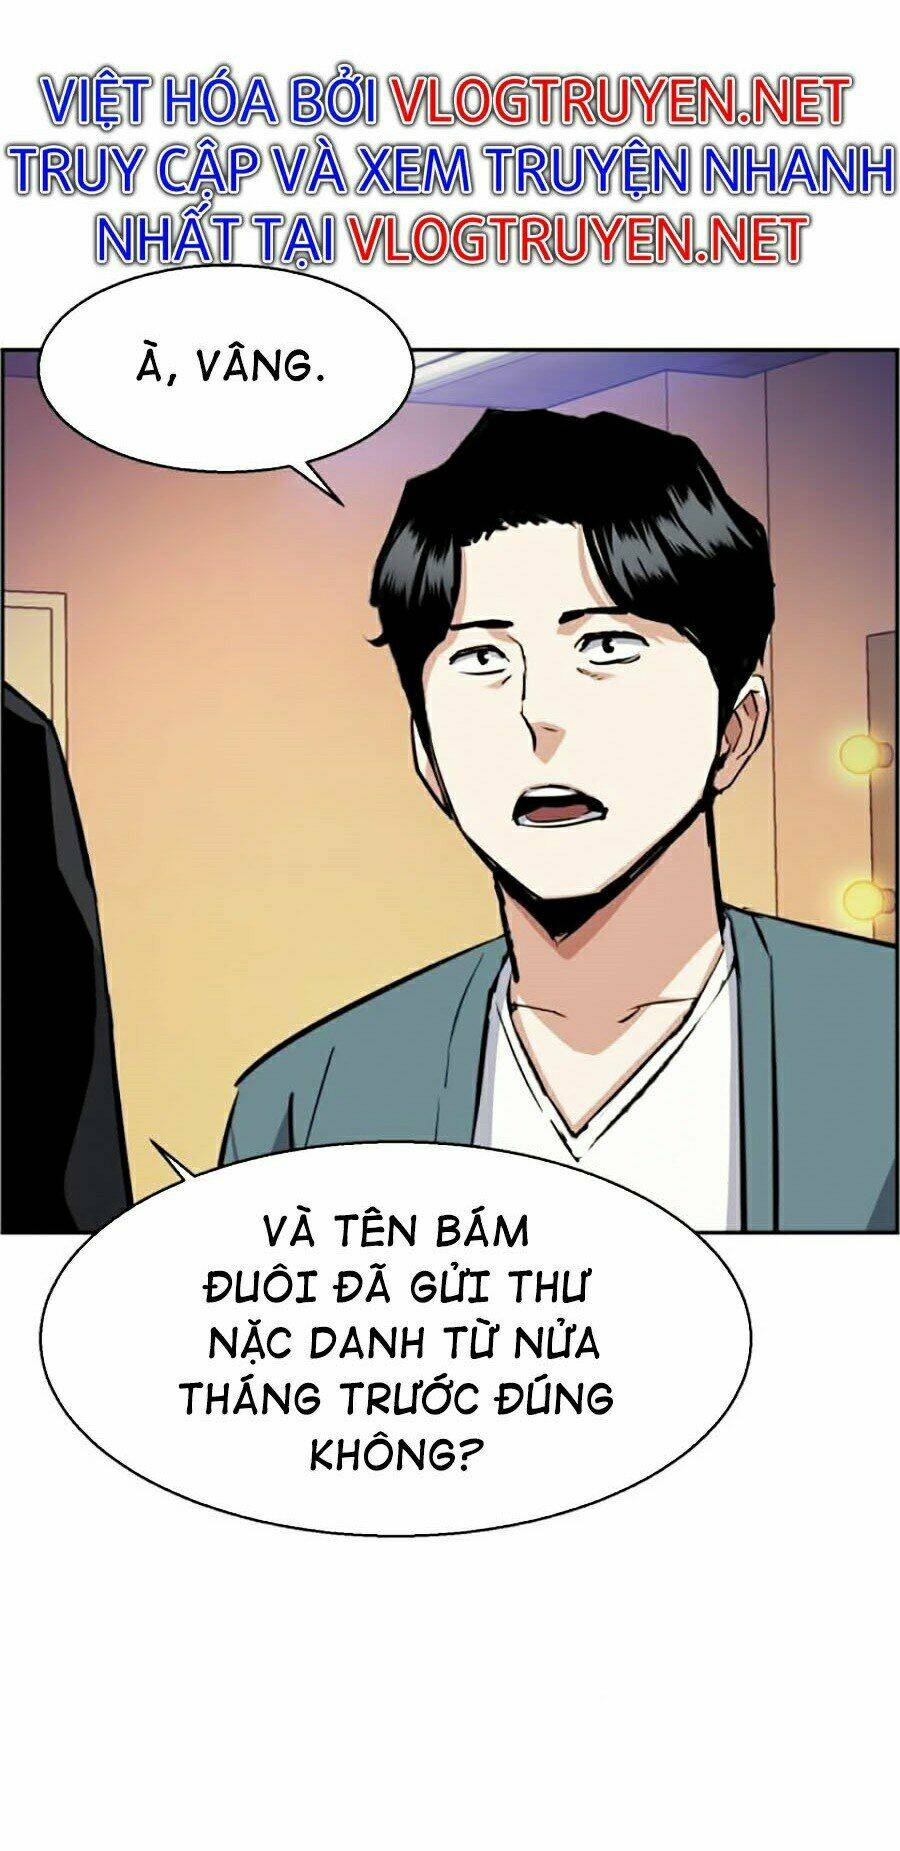 VIỆT HÓA BỞI VLOGTRUYEN.NET
TRUY CẬP VÀ XEM TRUYỆN NHANH
NHẤT TẠI VLOGTRUYEN.NET
À, VÂNG.
VÀ TÊN BÁM
ĐUÔI ĐÃ GỬI THƯ
NẶC DANH TỪ NỬA
THÁNG TRƯỚC ĐÚNG
KHÔNG?